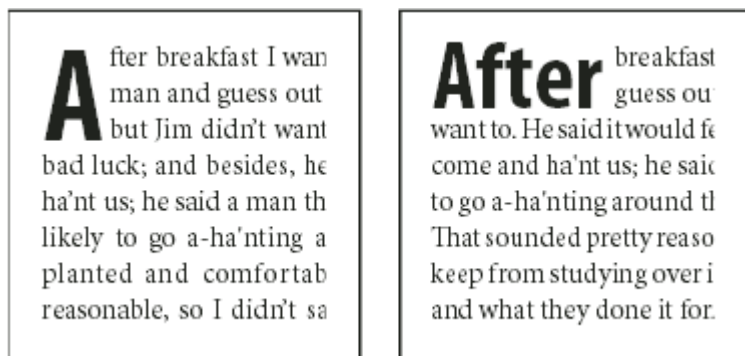 After breakfast I wan
man and guess out
but Jim didn't want
bad luck; and besides, he
ha'nt us; he said a man th
likely to go a-ha'nting a
planted and comfortab
reasonable, so I didn't sa
After breakfast
guess ou
want to. He said it would fe
come and ha'nt us; he said
to go a-ha'nting around th
That sounded pretty reaso
keep from studying over i
and what they done it for.